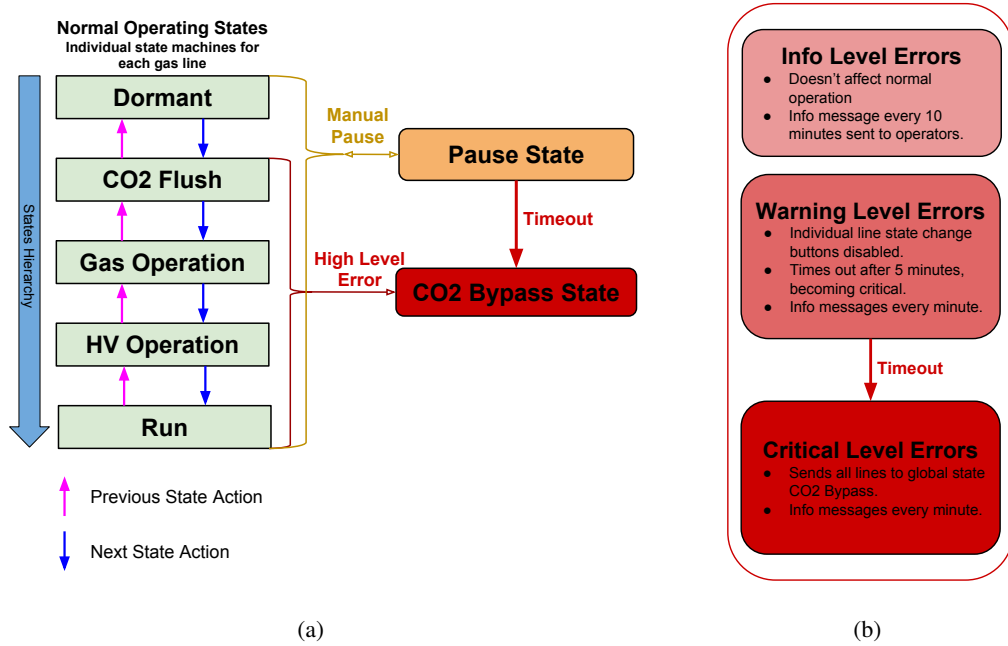 Normal Operating States
Individual state machines for
each gas line
States Hierarchy
Dormant
CO2 Flush
Gas Operation
HV Operation
Run
Manual
Pause
Pause State
Timeout
High Level
Error
CO2 Bypass State
Previous State Action
Next State Action
(a)
Info Level Errors
● Doesn't affect normal
operation
● Info message every 10
minutes sent to operators.
Warning Level Errors
● Individual line state change
buttons disabled.
● Times out after 5 minutes,
becoming critical.
● Info messages every minute.
Timeout
Critical Level Errors
● Sends all lines to global state
CO2 Bypass.
● Info messages every minute.
(b)